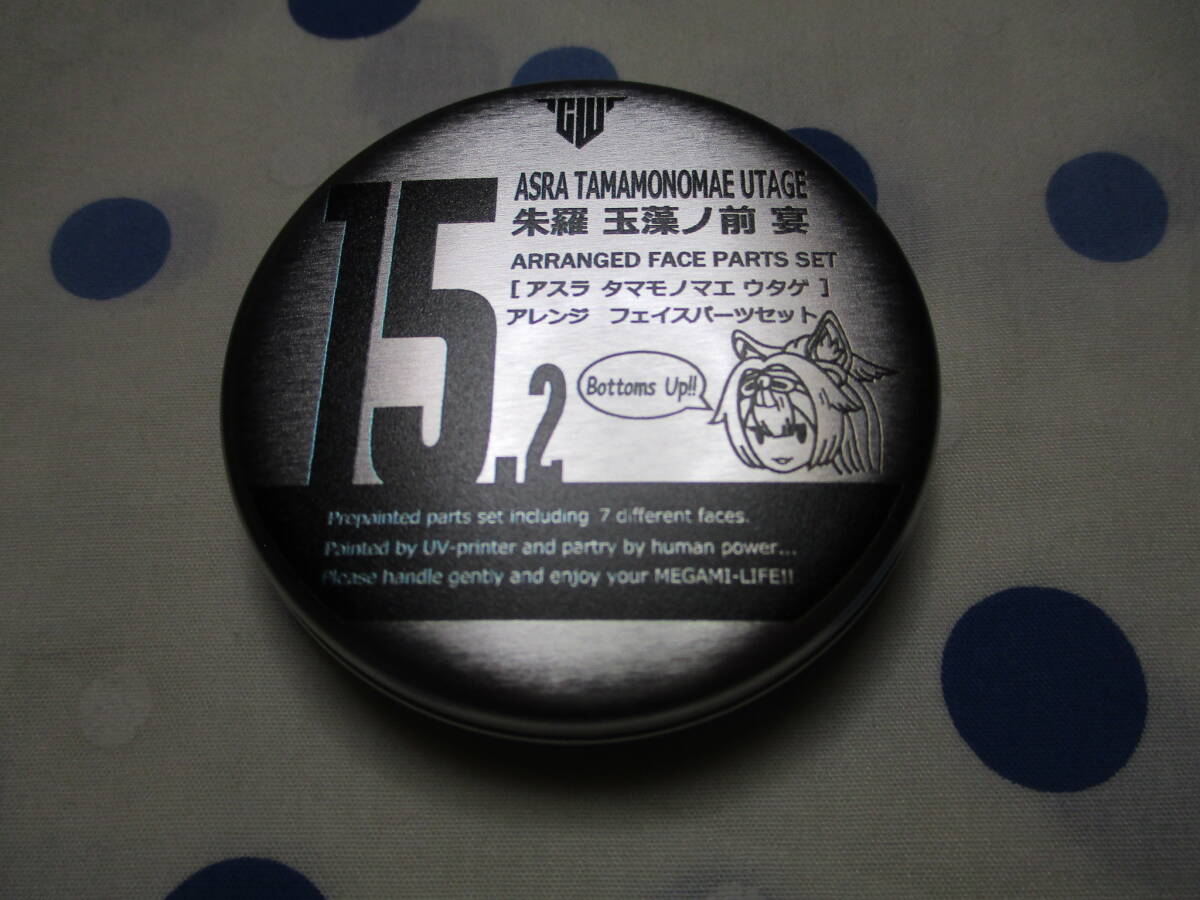 GW
ASRA TAMAMONOMAE UTAGE
朱羅 玉藻ノ前 宴
ARRANGED FACE PARTS SET
[ アスラ タマモノマエ ウタゲ ]
アレンジ フェイスパーツセット
15.2
Bottoms Up!!
Prepainted parts set including 7 different faces.
Painted by UV-printer and partry by human power...
Please handle gently and enjoy your MEGAMI-LIFE!!